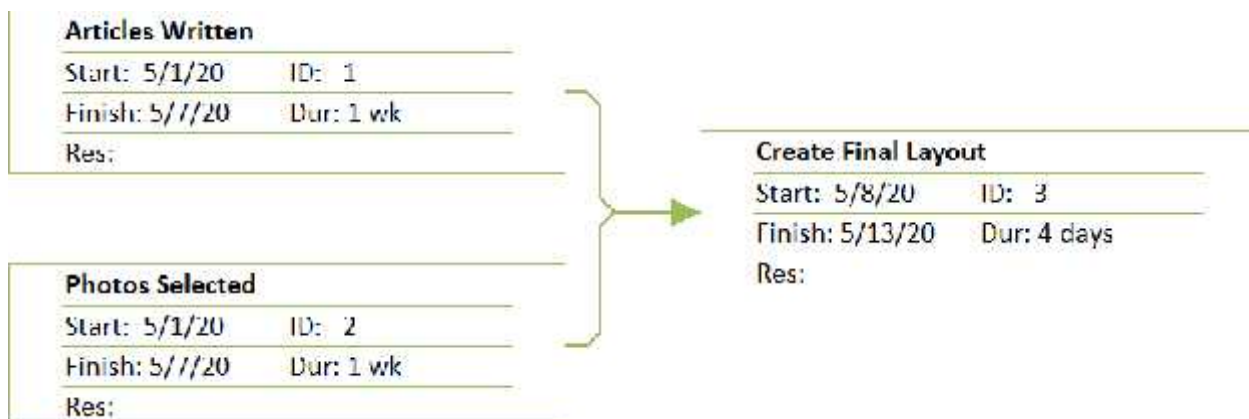 Articles Written
Start: 5/1/20 ID: 1
Finish: 5/7/20 Dur: 1 wk
Res:
Create Final Layout
Start: 5/8/20 ID: 3
Finish: 5/13/20 Dur: 4 days
Res:
Photos Selected
Start: 5/1/20 ID: 2
Finish: 5/7/20 Dur: 1 wk
Res: